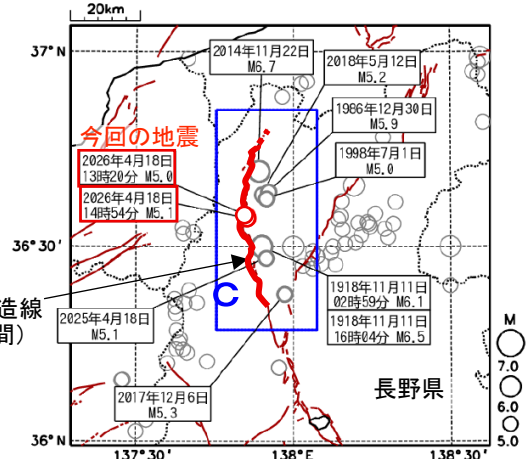 20km
37°N
2014年11月22日
M6.7
2018年5月12日
M5.2
1986年12月30日
M5.9
1998年7月1日
M5.0
今回の地震
2026年4月18日
13時20分 M5.0
2026年4月18日
14時54分 M5.1
36°30′
造線
間）
C
2025年4月18日
M5.1
1918年11月11日
02時59分 M6.1
1918年11月11日
16時04分 M6.5
2017年12月6日
M5.3
長野県
M
7.0
6.0
5.0
36°N
137°30′E
138°E
138°30′E